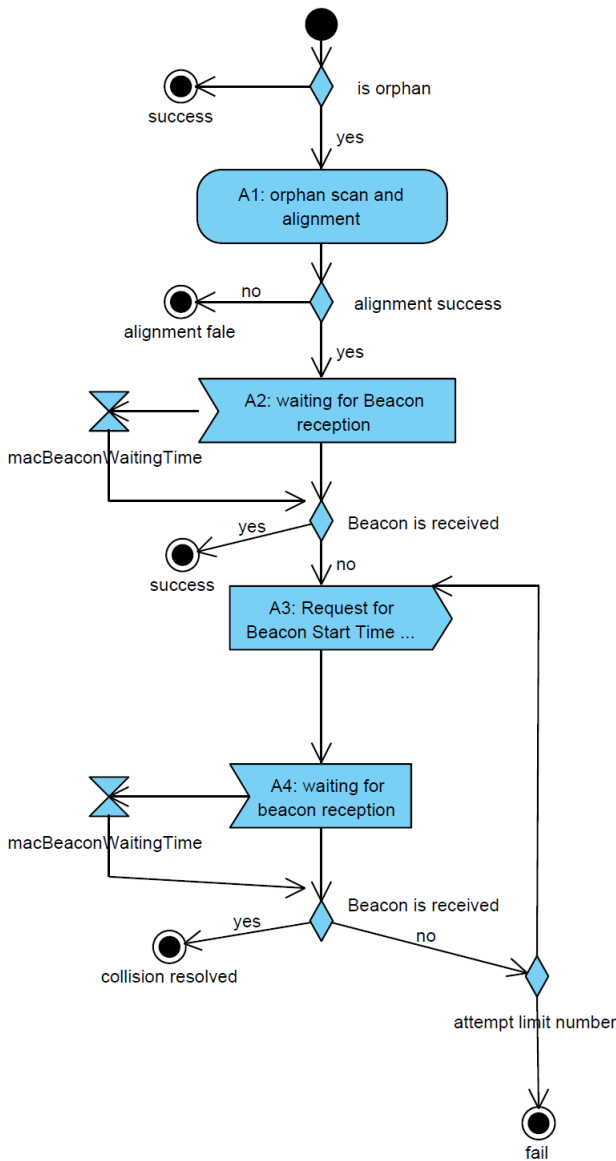 is orphan
success
yes
A1: orphan scan and
alignment
no
alignment success
alignment fale
yes
A2: waiting for Beacon
reception
macBeaconWaitingTime
yes
Beacon is received
no
success
A3: Request for
Beacon Start Time ...
A4: waiting for
beacon reception
macBeaconWaitingTime
Beacon is received
yes
no
collision resolved
attempt limit number
fail